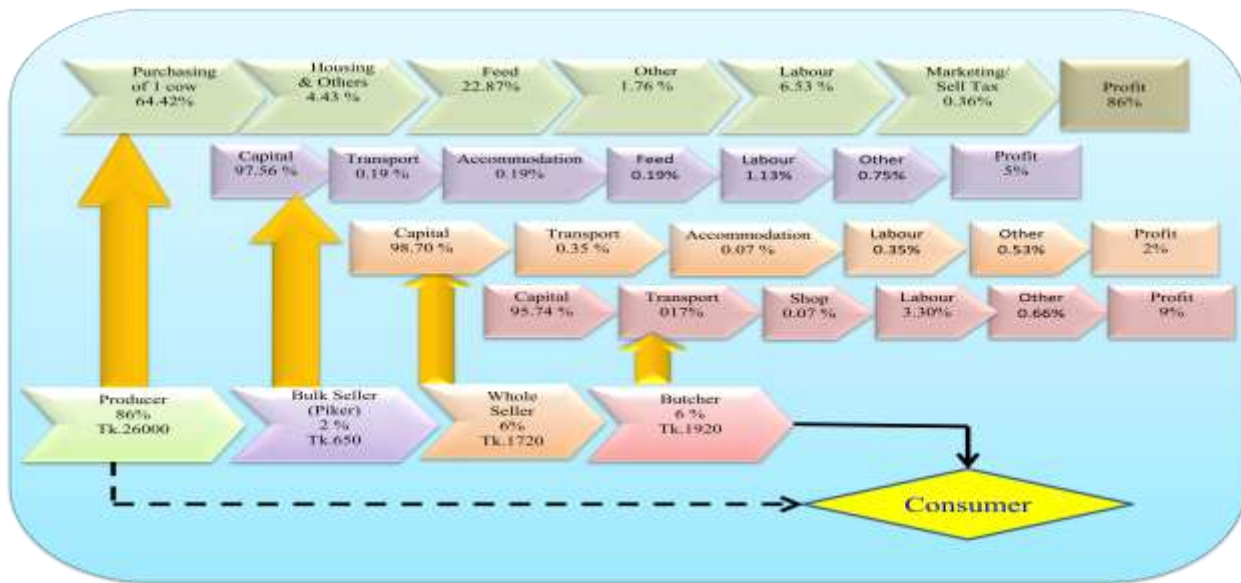 Purchasing
of 1 cow
64.42%
Housing
& Others
4.43 %
Feed
22.87%
Other
1.76 %
Labour
6.53 %
Marketing/
Sell Tax
0.36%
Profit
86%
Capital
97.56 %
Transport
0.19 %
Accommodation
0.19%
Feed
0.19%
Labour
1.13%
Other
0.75%
Profit
5%
Capital
98.70 %
Transport
0.35 %
Accommodation
0.07 %
Labour
0.35%
Other
0.53%
Profit
2%
Capital
95.74 %
Transport
017%
Shop
0.07 %
Labour
3.30%
Other
0.66%
Profit
9%
Producer
86%
Tk.26000
Bulk Seller
(Piker)
2 %
Tk.650
Whole
Seller
6%
Tk.1720
Butcher
6 %
Tk.1920
Consumer